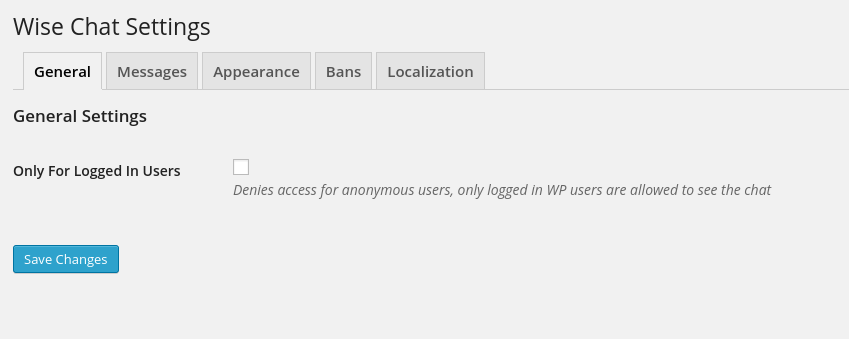 Wise Chat Settings
General Messages Appearance Bans Localization
General Settings
Only For Logged In Users
Denies access for anonymous users, only logged in WP users are allowed to see the chat
Save Changes